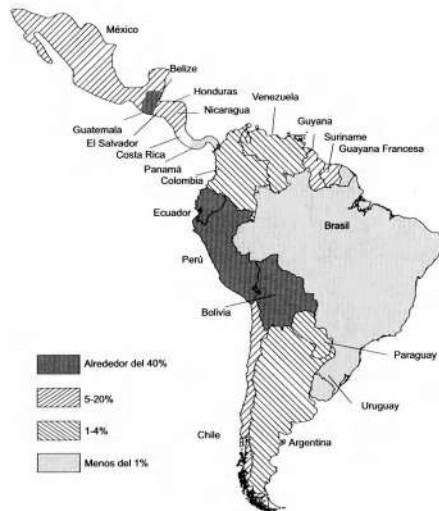 México
Belize
Honduras
Nicaragua
Venezuela
Guyana
Suriname
Guayana Francesa
Guatemala
El Salvador
Costa Rica
Panamá
Colombia
Ecuador
Brasil
Perú
Bolivia
Paraguay
Uruguay
Chile
Argentina
Alrededor del 40%
5-20%
1-4%
Menos del 1%